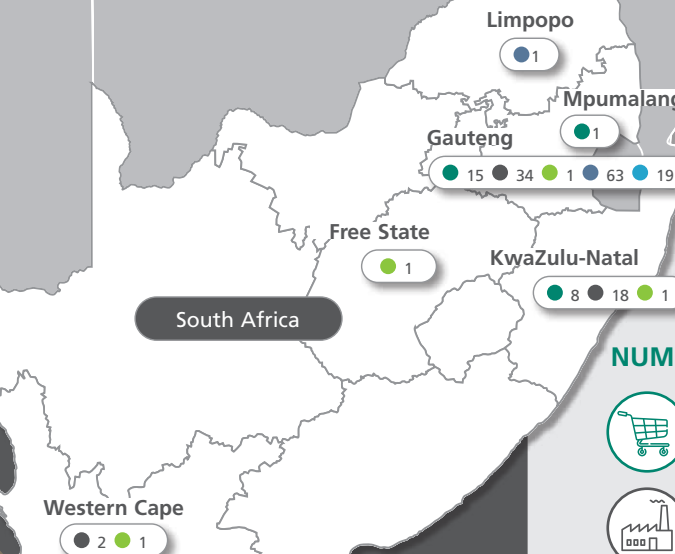 Limpopo
1
Mpumalang
1
Gauteng
15 34 1 63 19
Free State
1
KwaZulu-Natal
8 18 1
South Africa
NUM
Western Cape
2 1